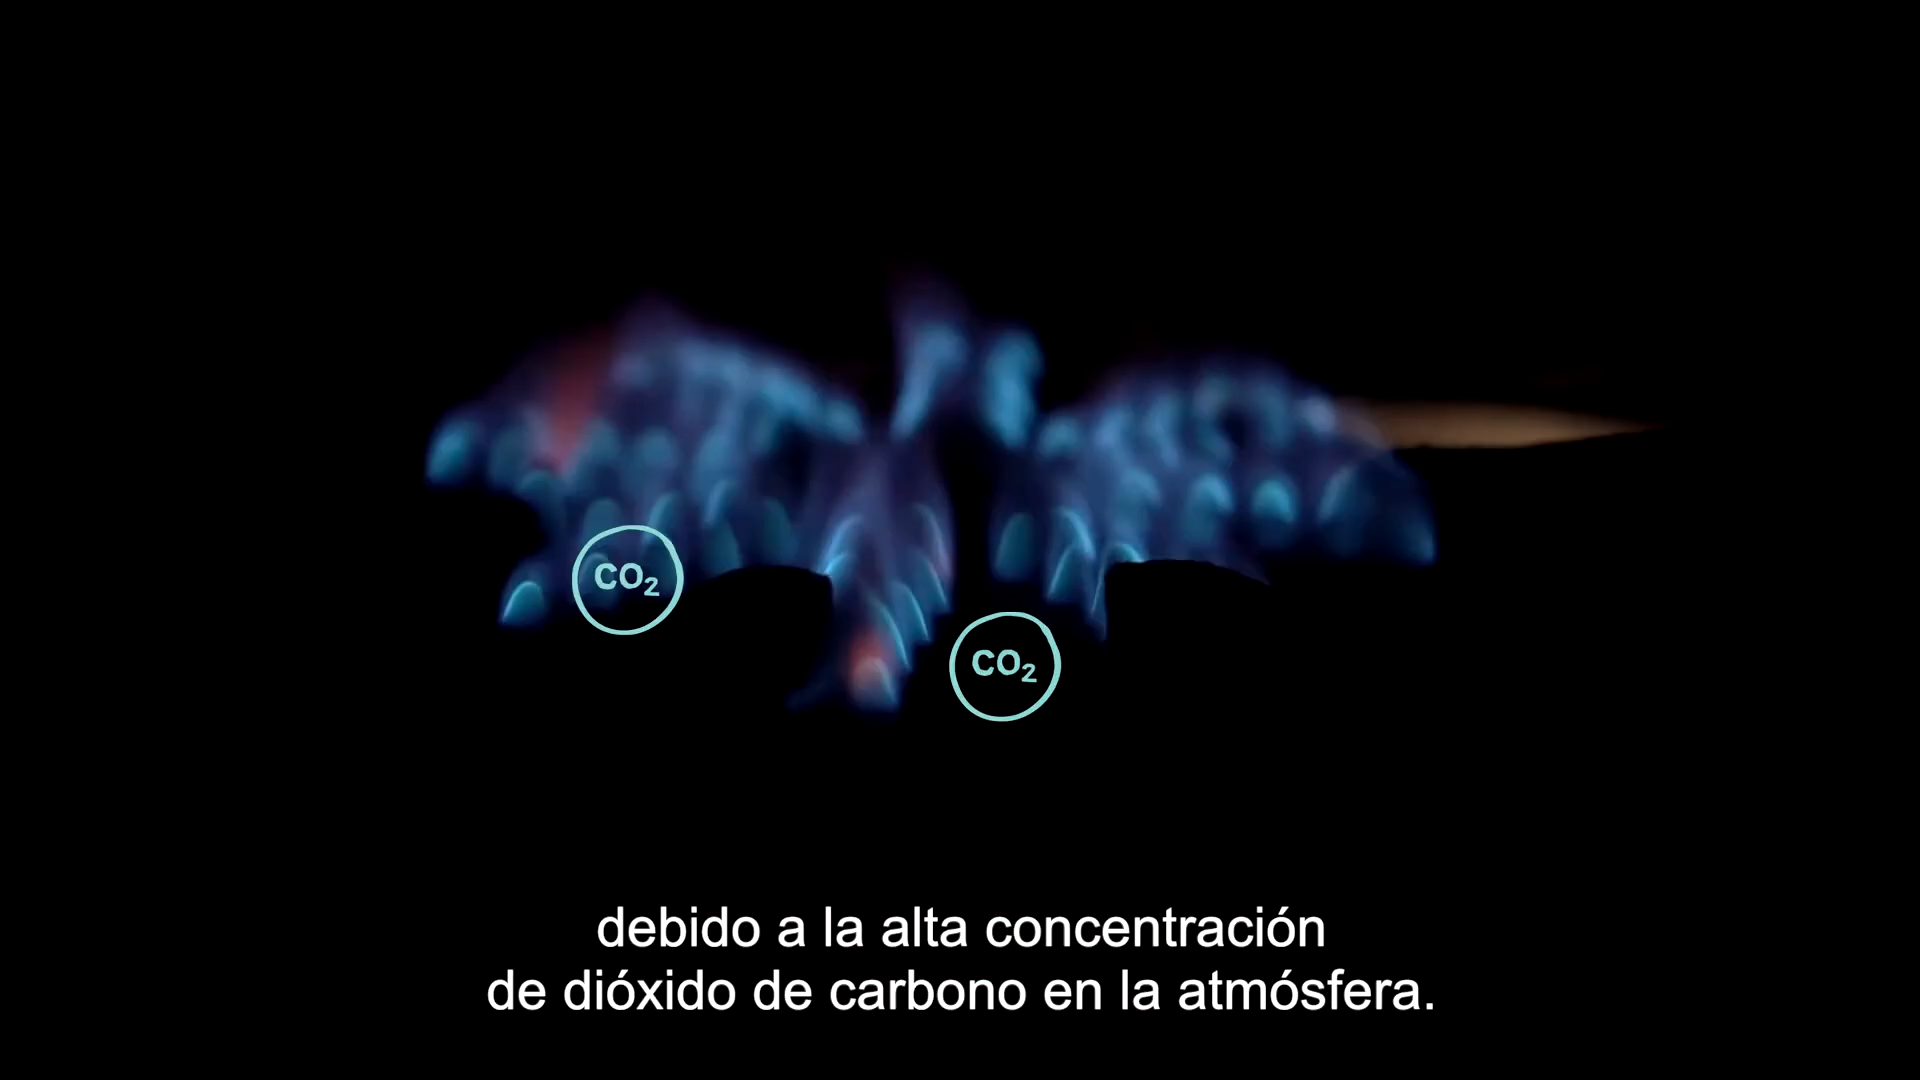 CO₂
CO₂
debido a la alta concentración
de dióxido de carbono en la atmósfera.